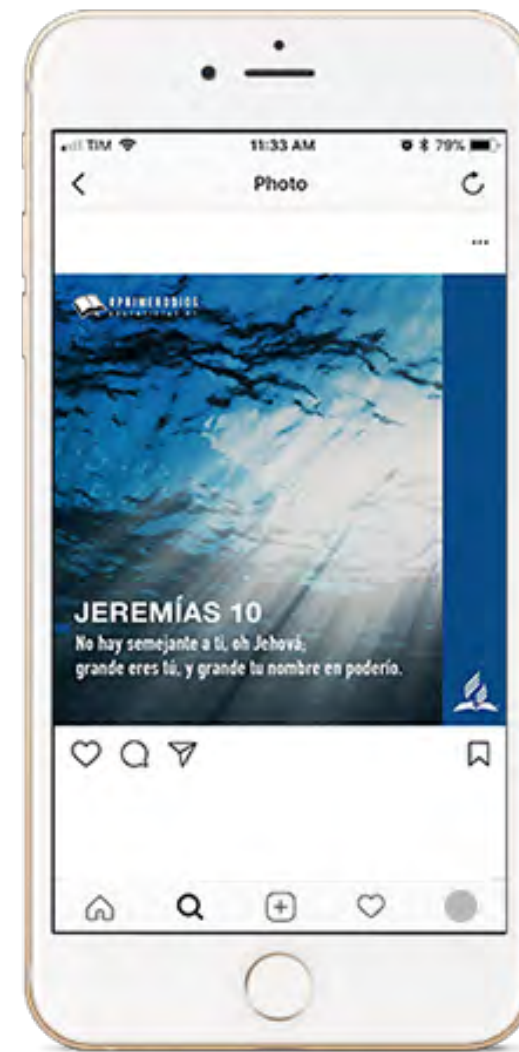 TIM 11:33 AM 79%
Photo
#PRIMERODIOS
JEREMÍAS 10
No hay semejante a ti, oh Jehová;
grande eres tú, y grande tu nombre en poderío.